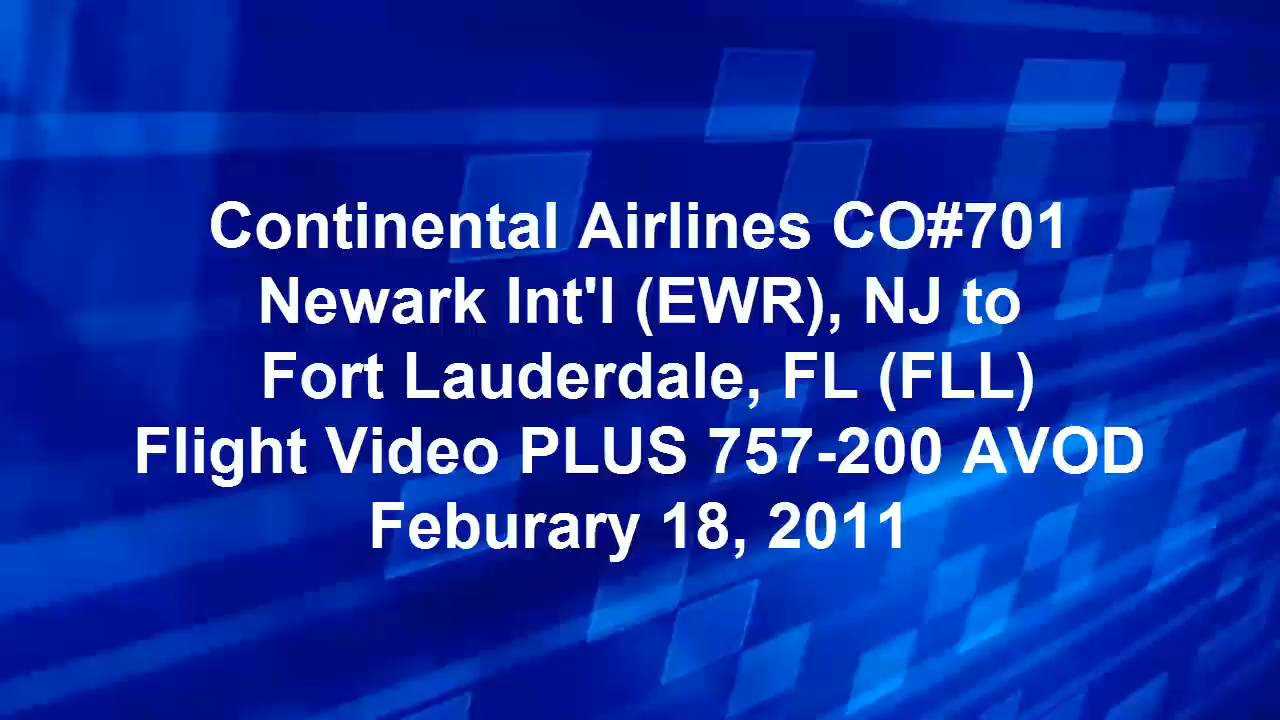 Continental Airlines CO#701
Newark Int'l (EWR), NJ to
Fort Lauderdale, FL (FLL)
Flight Video PLUS 757-200 AVOD
Feburary 18, 2011